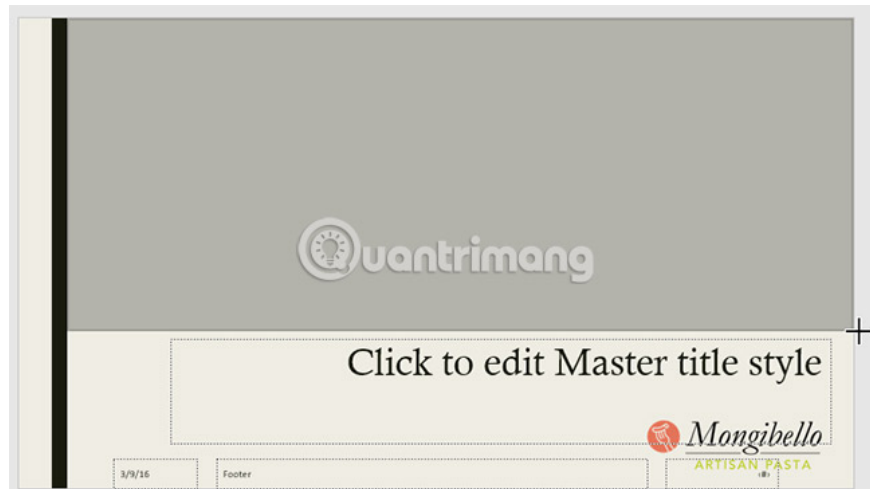 Quantrimang
Click to edit Master title style
Mongibello
ARTISAN PASTA
3/9/16
Footer
‹#›